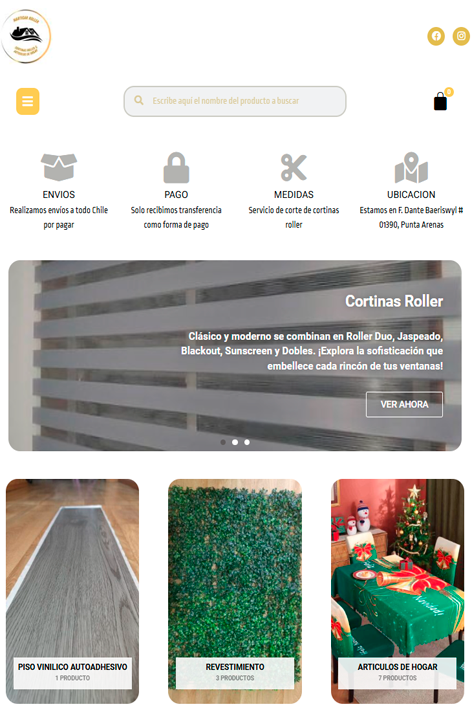 0
Escribe aquí el nombre del producto a buscar
ENVIOS
Realizamos envíos a todo Chile
por pagar
PAGO
Solo recibimos transferencia
como forma de pago
MEDIDAS
Servicio de corte de cortinas
roller
UBICACION
Estamos en F. Dante Baeriswyl #
01390, Punta Arenas
Cortinas Roller
Clásico y moderno se combinan en Roller Duo, Jaspeado,
Blackout, Sunscreen y Dobles. ¡Explora la sofisticación que
embellece cada rincón de tus ventanas!
VER AHORA
PISO VINILICO AUTOADHESIVO
1 PRODUCTO
REVESTIMIENTO
3 PRODUCTOS
ARTICULOS DE HOGAR
7 PRODUCTOS